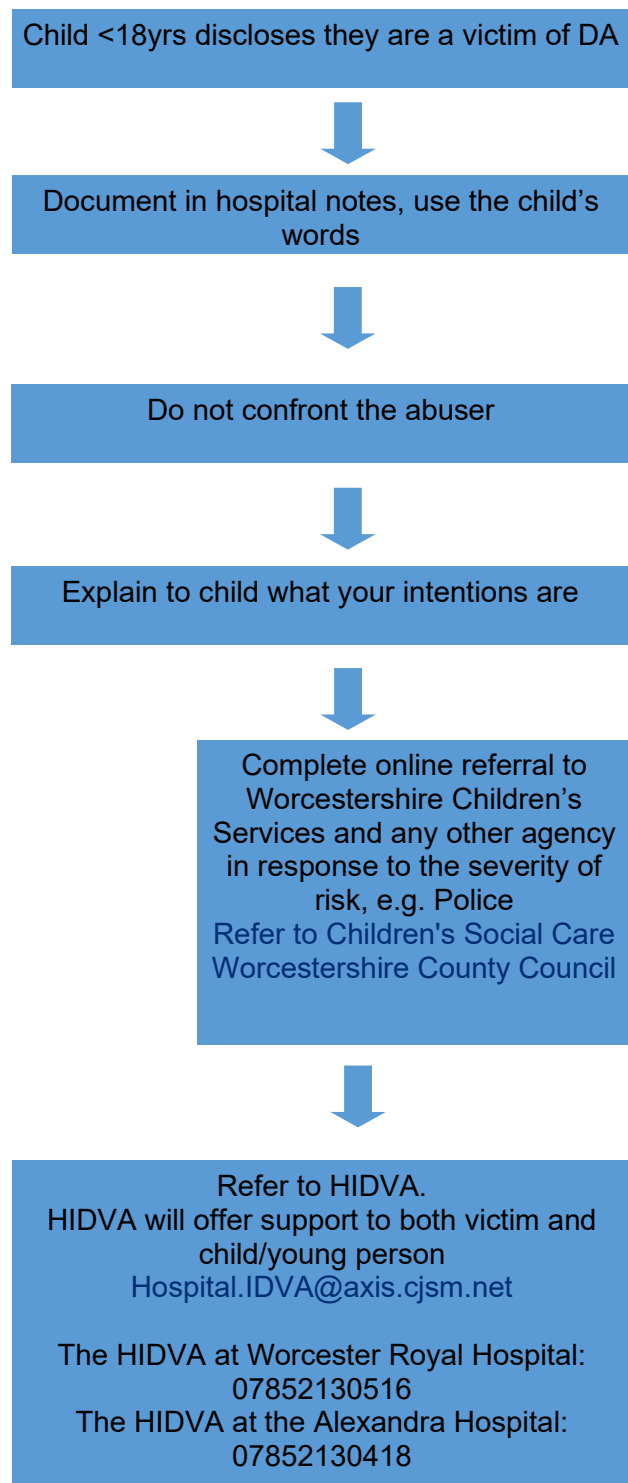 Child <18yrs discloses they are a victim of DA
Document in hospital notes, use the child’s
words
Do not confront the abuser
Explain to child what your intentions are
Complete online referral to
Worcestershire Children’s
Services and any other agency
in response to the severity of
risk, e.g. Police
Refer to Children's Social Care
Worcestershire County Council
Refer to HIDVA.
HIDVA will offer support to both victim and
child/young person
Hospital.IDVA@axis.cjsm.net
The HIDVA at Worcester Royal Hospital:
07852130516
The HIDVA at the Alexandra Hospital:
07852130418